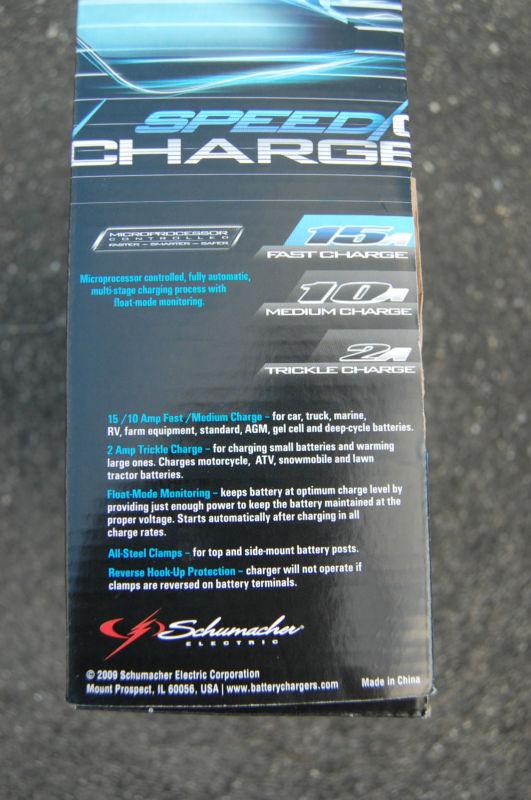 SPEED/
CHARGE
MICROPROCESSOR
CONTROLLED
FASTER – SMARTER – SAFER
Microprocessor controlled, fully automatic,
multi-stage charging process with
float-mode monitoring.
15A
FAST CHARGE
10A
MEDIUM CHARGE
2A
TRICKLE CHARGE
15 /10 Amp Fast /Medium Charge – for car, truck, marine,
RV, farm equipment, standard, AGM, gel cell and deep-cycle batteries.
2 Amp Trickle Charge – for charging small batteries and warming
large ones. Charges motorcycle, ATV, snowmobile and lawn
tractor batteries.
Float-Mode Monitoring – keeps battery at optimum charge level by
providing just enough power to keep the battery maintained at the
proper voltage. Starts automatically after charging in all
charge rates.
All-Steel Clamps – for top and side-mount battery posts.
Reverse Hook-Up Protection – charger will not operate if
clamps are reversed on battery terminals.
Schumacher
ELECTRIC
© 2009 Schumacher Electric Corporation
Mount Prospect, IL 60056, USA | www.batterychargers.com
Made in China